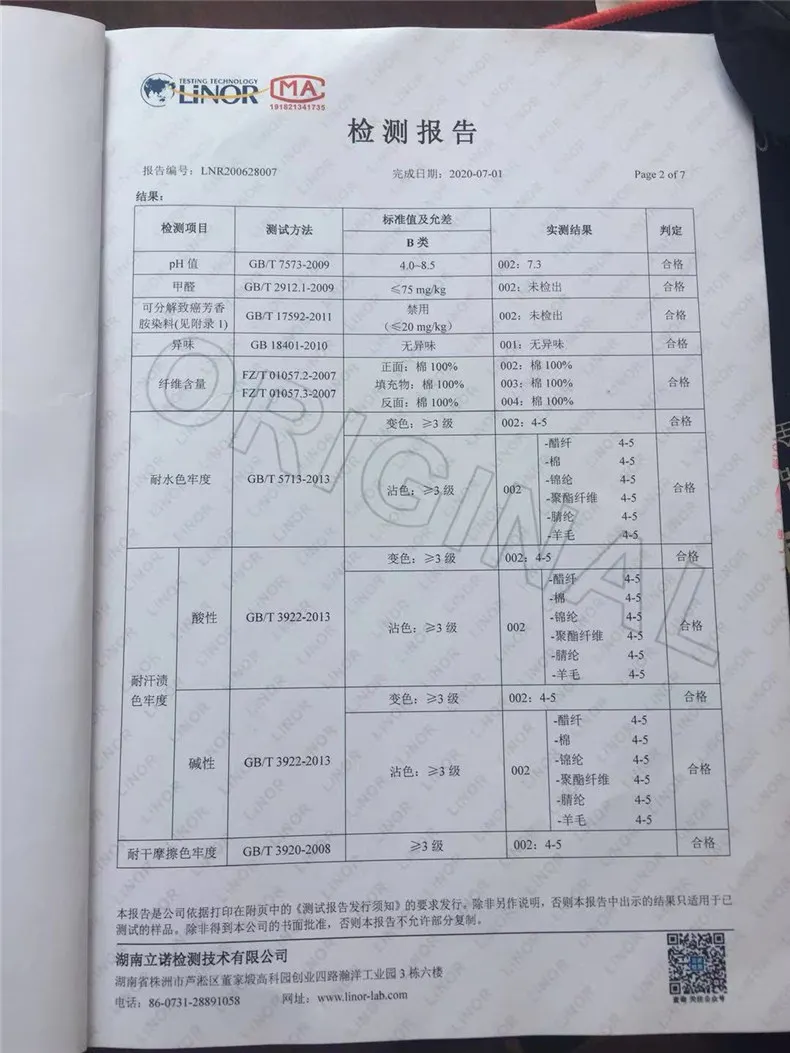 TESTING TECHNOLOGY
LiNOR
MA
191821341735
检测报告
报告编号：LNR200628007 完成日期：2020-07-01 Page 2 of 7
结果：
检测项目 测试方法 标准值及允差 实测结果 判定
B 类
pH 值 GB/T 7573-2009 4.0~8.5 002：7.3 合格
甲醛 GB/T 2912.1-2009 ≤75 mg/kg 002：未检出 合格
可分解致癌芳香 GB/T 17592-2011 禁用 002：未检出 合格
胺染料(见附录 1) （≤20 mg/kg）
异味 GB 18401-2010 无异味 001：无异味 合格
纤维含量 FZ/T 01057.2-2007 正面：棉 100% 002：棉 100% 合格
FZ/T 01057.3-2007 填充物：棉 100% 003：棉 100%
反面：棉 100% 004：棉 100%
耐水色牢度 GB/T 5713-2013 变色：≥3 级 002：4-5 合格
沾色：≥3 级 002 -醋纤 4-5 合格
-棉 4-5
-锦纶 4-5
-聚酯纤维 4-5
-腈纶 4-5
-羊毛 4-5
耐汗渍色牢度 酸性 GB/T 3922-2013 变色：≥3 级 002：4-5 合格
沾色：≥3 级 002 -醋纤 4-5 合格
-棉 4-5
-锦纶 4-5
-聚酯纤维 4-5
-腈纶 4-5
-羊毛 4-5
碱性 GB/T 3922-2013 变色：≥3 级 002：4-5 合格
沾色：≥3 级 002 -醋纤 4-5 合格
-棉 4-5
-锦纶 4-5
-聚酯纤维 4-5
-腈纶 4-5
-羊毛 4-5
耐干摩擦色牢度 GB/T 3920-2008 ≥3 级 002：4-5 合格
ORIGINAL
本报告是公司依据打印在附页中的《测试报告发行须知》的要求发行。除非另作说明，否则本报告中出示的结果只适用于已
测试的样品。除非得到本公司的书面批准，否则本报告不允许部分复制。
湖南立诺检测技术有限公司
湖南省株洲市芦淞区董家塅高科园创业四路瀚洋工业园 3 栋六楼
电话：86-0731-28891058 网址：www.linor-lab.com
查询 关注公众号